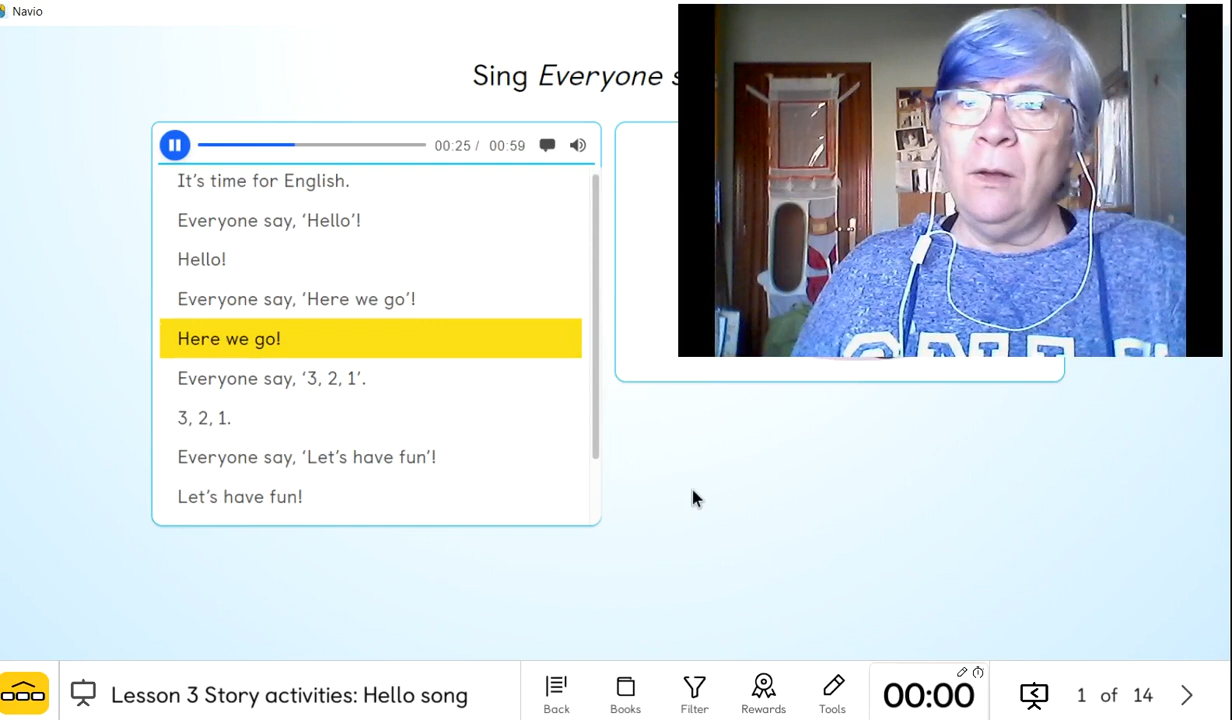 Navio
Sing Everyone s
00:25 / 00:59
It's time for English.
Everyone say, ‘Hello’!
Hello!
Everyone say, ‘Here we go’!
Here we go!
Everyone say, ‘3, 2, 1’.
3, 2, 1.
Everyone say, ‘Let’s have fun’!
Let’s have fun!
Lesson 3 Story activities: Hello song
Back
Books
Filter
Rewards
Tools
00:00
1 of 14